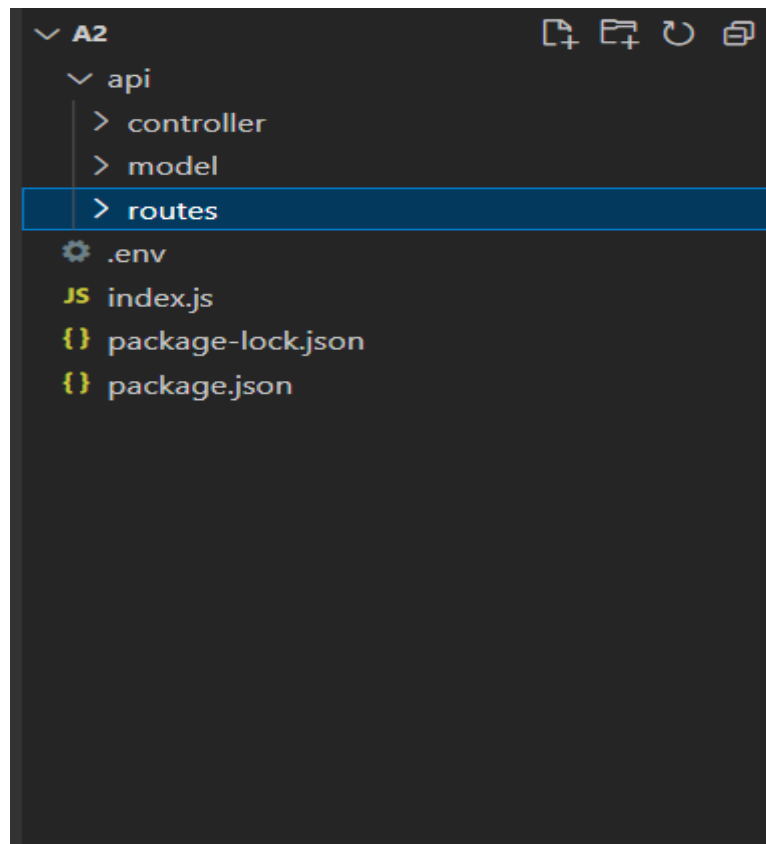 A2
api
controller
model
routes
.env
JS index.js
{} package-lock.json
{} package.json